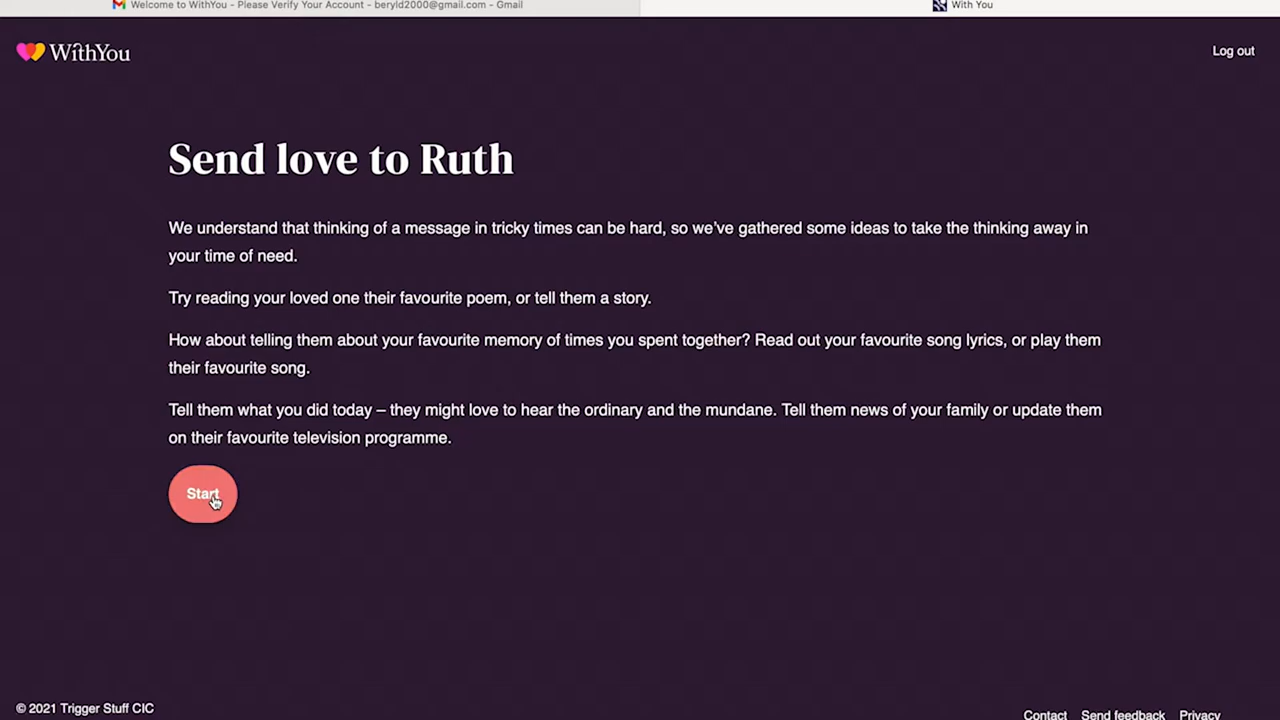 Welcome to WithYou - Please Verify Your Account - beryld2000@gmail.com - Gmail
With You
WithYou
Log out
Send love to Ruth
We understand that thinking of a message in tricky times can be hard, so we've gathered some ideas to take the thinking away in
your time of need.
Try reading your loved one their favourite poem, or tell them a story.
How about telling them about your favourite memory of times you spent together? Read out your favourite song lyrics, or play them
their favourite song.
Tell them what you did today – they might love to hear the ordinary and the mundane. Tell them news of your family or update them
on their favourite television programme.
Start
© 2021 Trigger Stuff CIC
Contact Send feedback Privacy